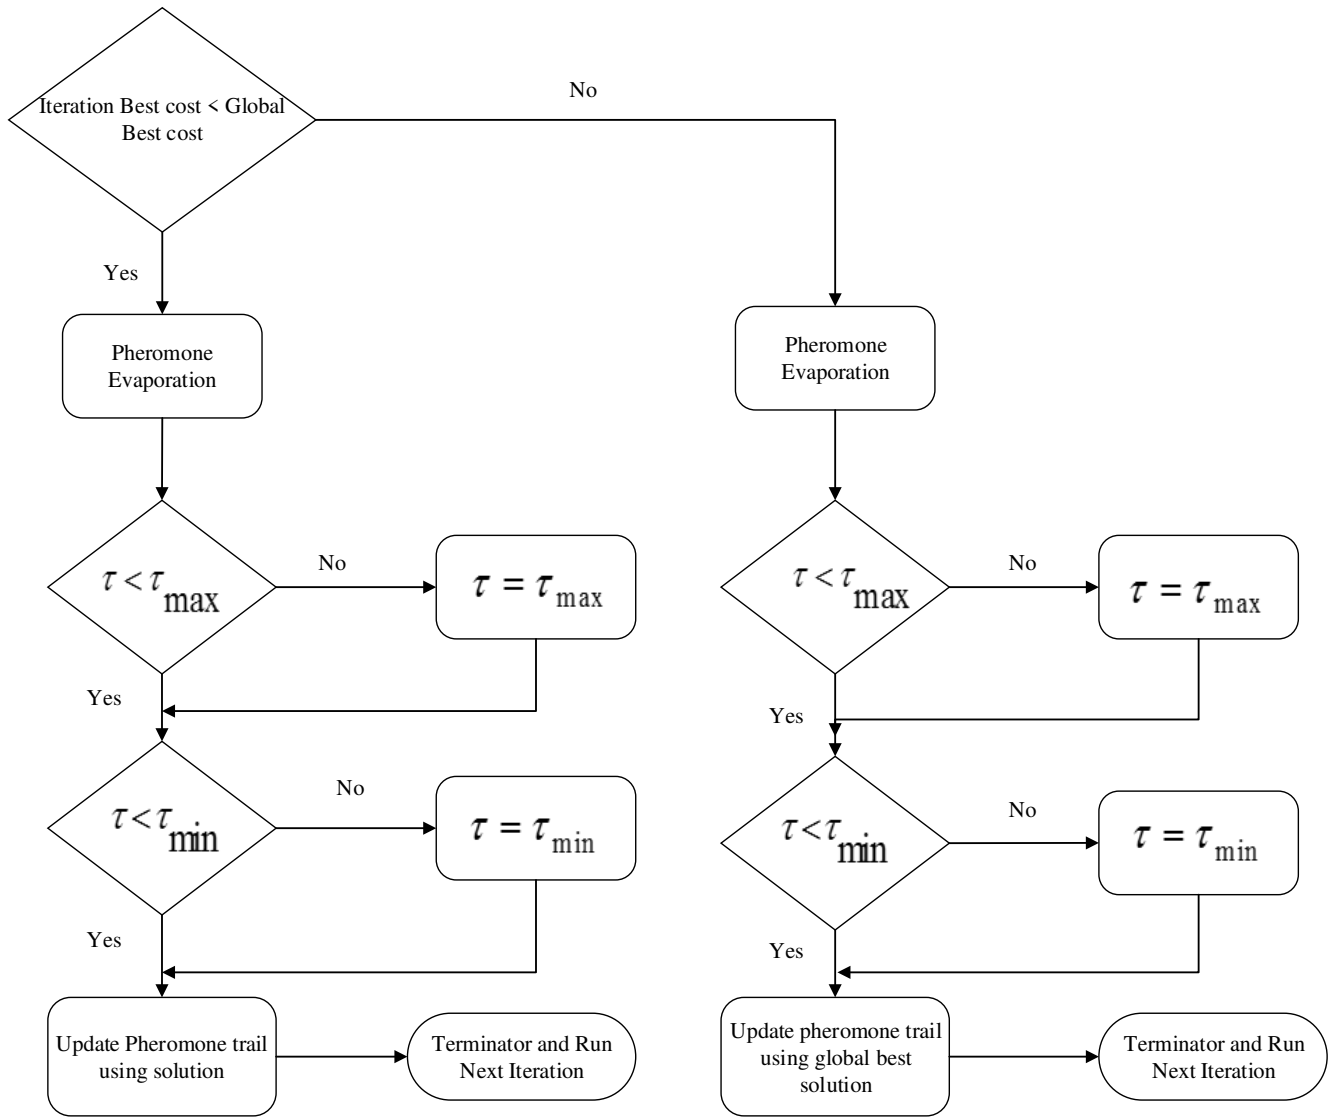 Iteration Best cost < Global
Best cost
No
Yes
Pheromone
Evaporation
Pheromone
Evaporation
τ < τmax
No
τ = τmax
τ < τmax
No
τ = τmax
Yes
Yes
τ < τmin
No
τ = τmin
τ < τmin
No
τ = τmin
Yes
Yes
Update Pheromone trail
using solution
Terminator and Run
Next Iteration
Update pheromone trail
using global best
solution
Terminator and Run
Next Iteration